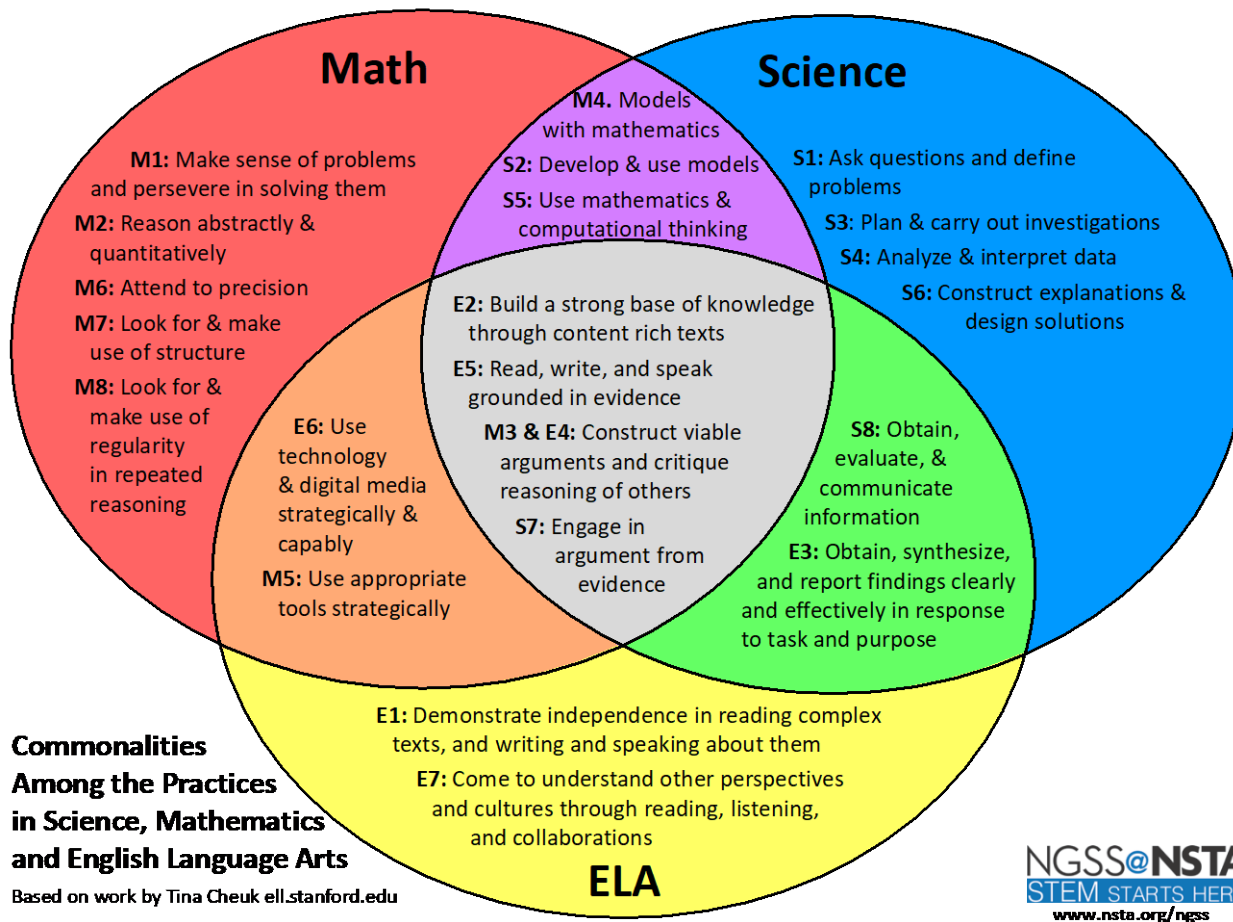 Math
Science
M4. Models
with mathematics
S2: Develop & use models
S5: Use mathematics &
computational thinking
M1: Make sense of problems
and persevere in solving them
M2: Reason abstractly &
quantitatively
M6: Attend to precision
M7: Look for & make
use of structure
M8: Look for &
make use of
regularity
in repeated
reasoning
S1: Ask questions and define
problems
S3: Plan & carry out investigations
S4: Analyze & interpret data
S6: Construct explanations &
design solutions
E2: Build a strong base of knowledge
through content rich texts
E5: Read, write, and speak
grounded in evidence
M3 & E4: Construct viable
arguments and critique
reasoning of others
S7: Engage in
argument from
evidence
E6: Use
technology
& digital media
strategically &
capably
M5: Use appropriate
tools strategically
S8: Obtain,
evaluate, &
communicate
information
E3: Obtain, synthesize,
and report findings clearly
and effectively in response
to task and purpose
E1: Demonstrate independence in reading complex
texts, and writing and speaking about them
E7: Come to understand other perspectives
and cultures through reading, listening,
and collaborations
ELA
Commonalities
Among the Practices
in Science, Mathematics
and English Language Arts
Based on work by Tina Cheuk ell.stanford.edu
NGSS@NSTA
STEM STARTS HER
www.nsta.org/ngss